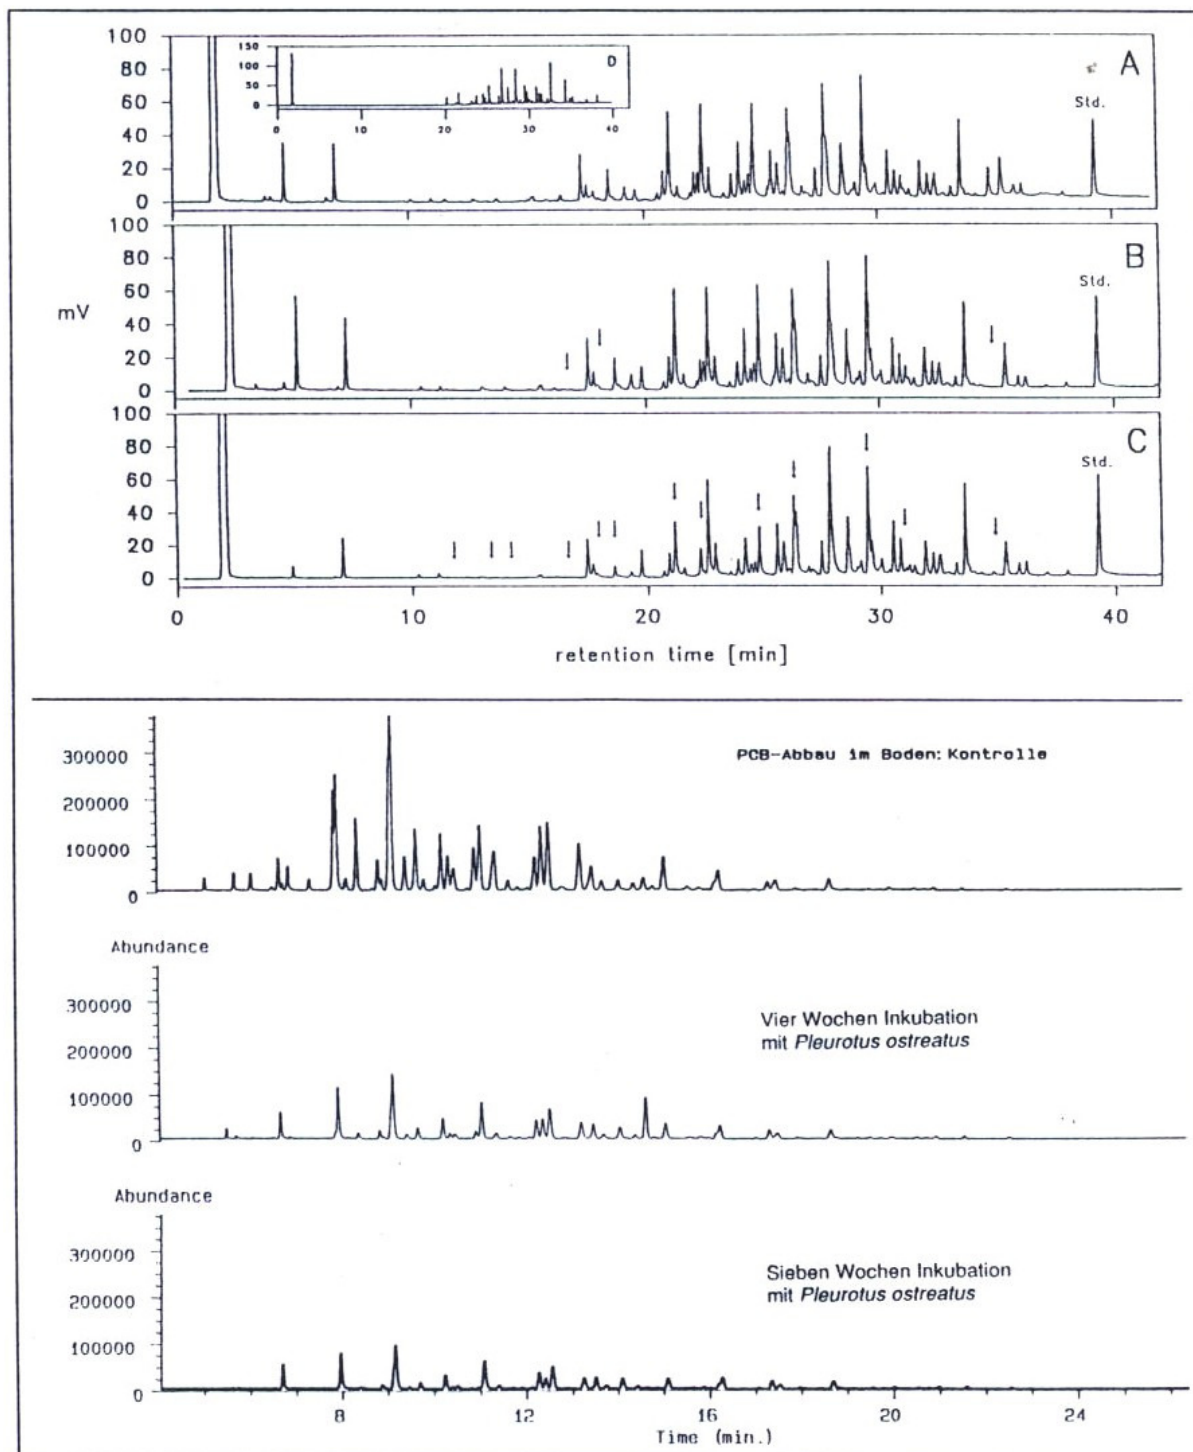 100
80
60
40
20
0
150
100
50
0
D
0 10 20 30 40
A
Std.
100
80
60
40
20
0
mV
B
Std.
100
80
60
40
20
0
C
Std.
0 10 20 30 40
retention time [min]
300000
200000
100000
0
PCB-Abbau im Boden: Kontrolle
Abundance
300000
200000
100000
0
Vier Wochen Inkubation
mit Pleurotus ostreatus
Abundance
300000
200000
100000
0
Sieben Wochen Inkubation
mit Pleurotus ostreatus
8 12 16 20 24
Time (min.)